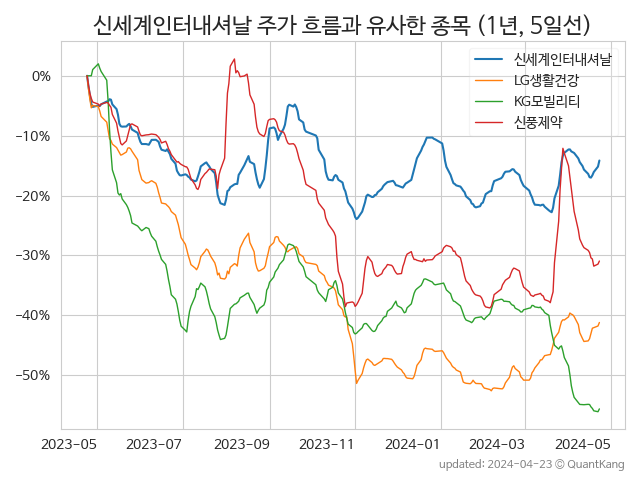 신세계인터내셔날 주가 흐름과 유사한 종목 (1년, 5일선)
신세계인터내셔날
LG생활건강
KG모빌리티
신풍제약
0%
−10%
−20%
−30%
−40%
−50%
2023-05 2023-07 2023-09 2023-11 2024-01 2024-03 2024-05
updated: 2024-04-23 © QuantKang